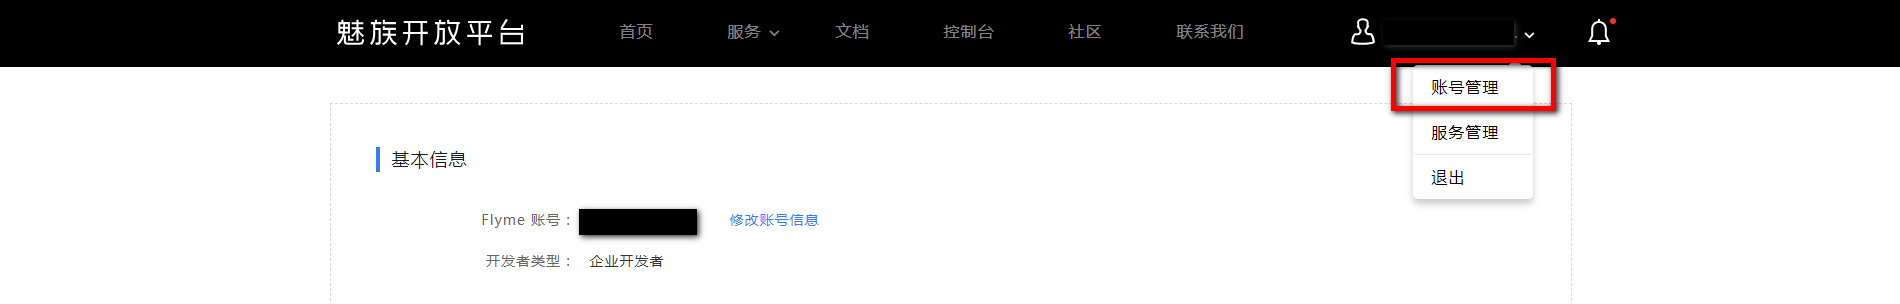 魅族开放平台 首页 服务 文档 控制台 社区 联系我们
账号管理
服务管理
退出
基本信息
Flyme 账号： 修改账号信息
开发者类型： 企业开发者